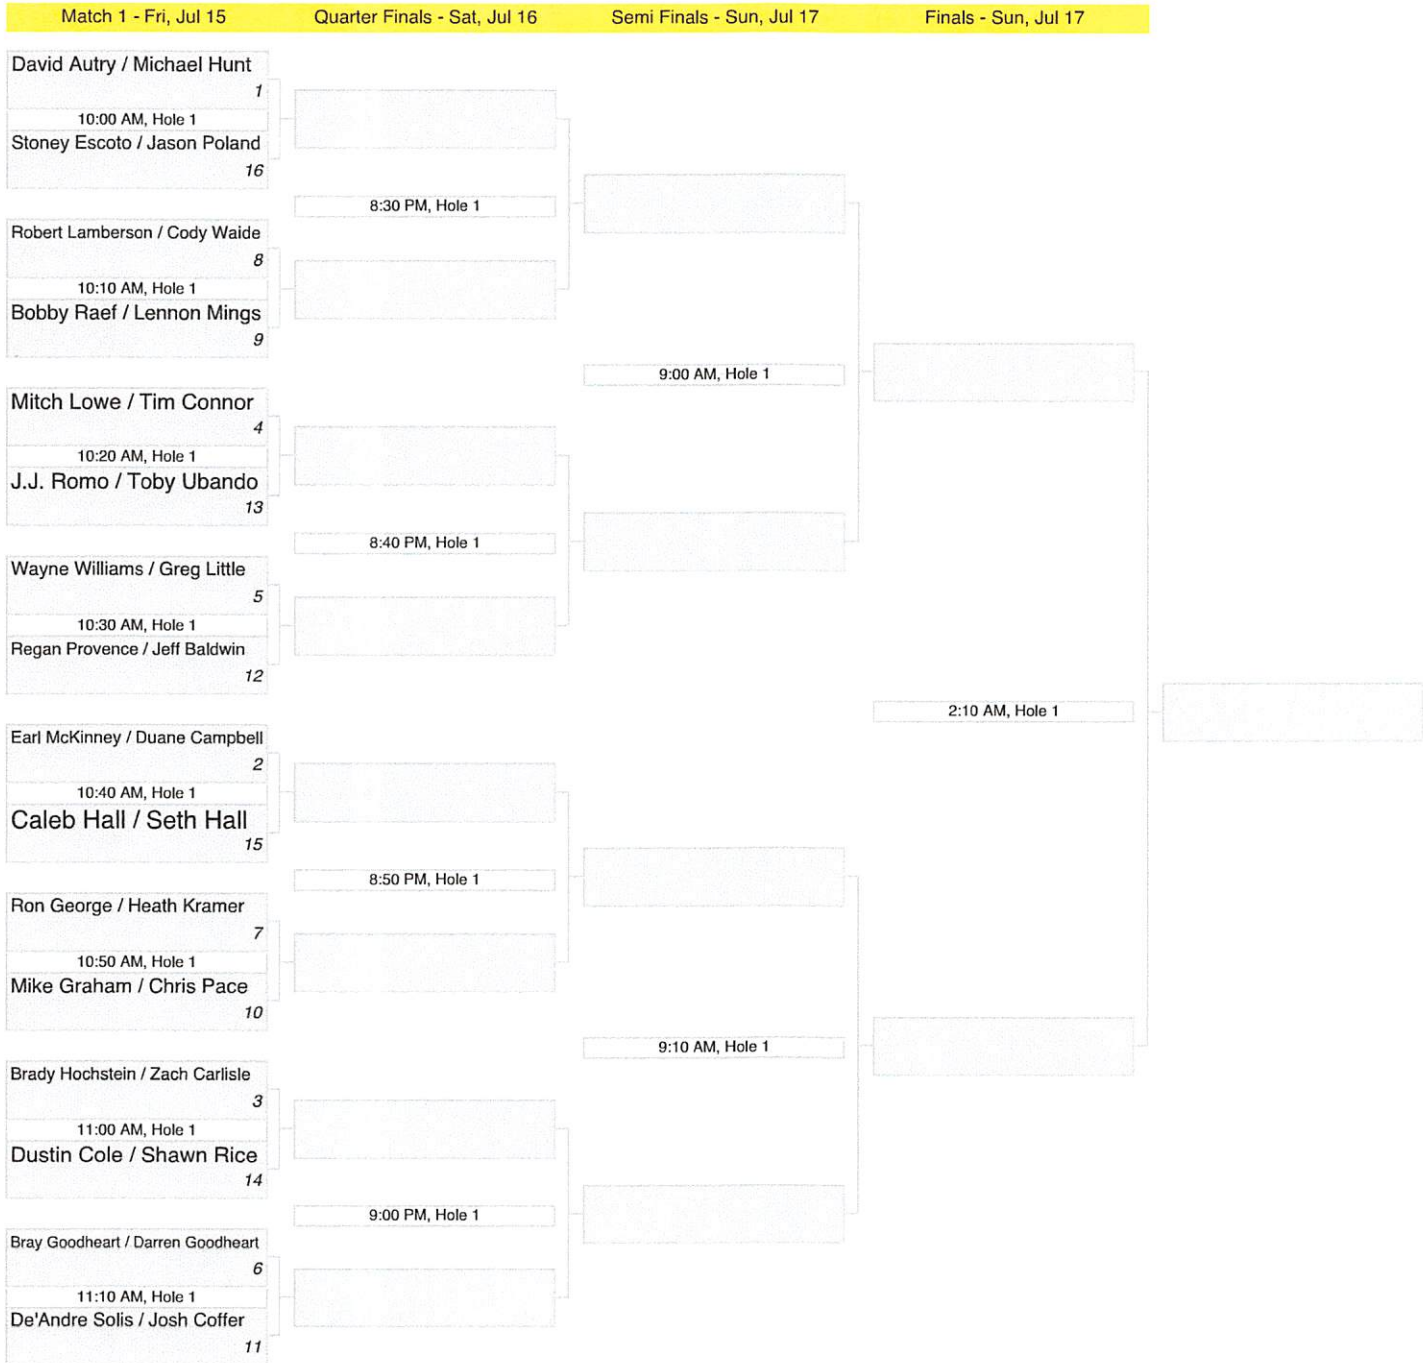 Match 1 - Fri, Jul 15
Quarter Finals - Sat, Jul 16
Semi Finals - Sun, Jul 17
Finals - Sun, Jul 17
David Autry / Michael Hunt
1
10:00 AM, Hole 1
Stoney Escoto / Jason Poland
16
Robert Lamberson / Cody Waide
8
10:10 AM, Hole 1
Bobby Raef / Lennon Mings
9
Mitch Lowe / Tim Connor
4
10:20 AM, Hole 1
J.J. Romo / Toby Ubando
13
Wayne Williams / Greg Little
5
10:30 AM, Hole 1
Regan Provence / Jeff Baldwin
12
Earl McKinney / Duane Campbell
2
10:40 AM, Hole 1
Caleb Hall / Seth Hall
15
Ron George / Heath Kramer
7
10:50 AM, Hole 1
Mike Graham / Chris Pace
10
Brady Hochstein / Zach Carlisle
3
11:00 AM, Hole 1
Dustin Cole / Shawn Rice
14
Bray Goodheart / Darren Goodheart
6
11:10 AM, Hole 1
De'Andre Solis / Josh Coffer
11
8:30 PM, Hole 1
8:40 PM, Hole 1
8:50 PM, Hole 1
9:00 PM, Hole 1
9:00 AM, Hole 1
9:10 AM, Hole 1
2:10 AM, Hole 1